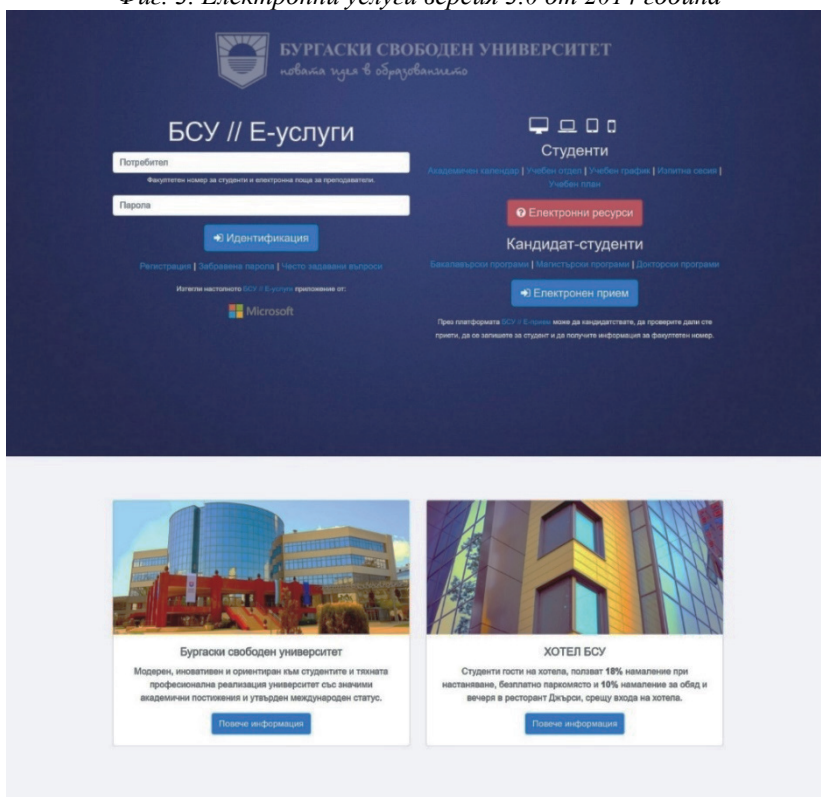 Фиг. 3. Електронни услуги версия 3.0 от 2014 година
БУРГАСКИ СВОБОДЕН УНИВЕРСИТЕТ
новата идея в образованието
БСУ // Е-услуги
Потребител
Факултетен номер за студенти и електронна поща за преподаватели.
Парола
Идентификация
Регистрация | Забравена парола | Често задавани въпроси
Изтегли настолното БСУ // Е-услуги приложение от:
Microsoft
Студенти
Академичен календар | Учебен отдел | Учебен график | Изпитна сесия |
Учебен план
Електронни ресурси
Кандидат-студенти
Бакалавърски програми | Магистърски програми | Докторски програми
Електронен прием
През платформата БСУ // Е-прием може да кандидатствате, да проверите дали сте
приети, да се запишете за студент и да получите информация за факултетен номер.
Бургаски свободен университет
Модерен, иновативен и ориентиран към студентите и тяхната
професионална реализация университет със значими
академични постижения и утвърден международен статус.
Повече информация
ХОТЕЛ БСУ
Студенти гости на хотела, ползват 18% намаление при
настаняване, безплатно паркомясто и 10% намаление за обяд и
вечеря в ресторант Джърси, срещу входа на хотела.
Повече информация